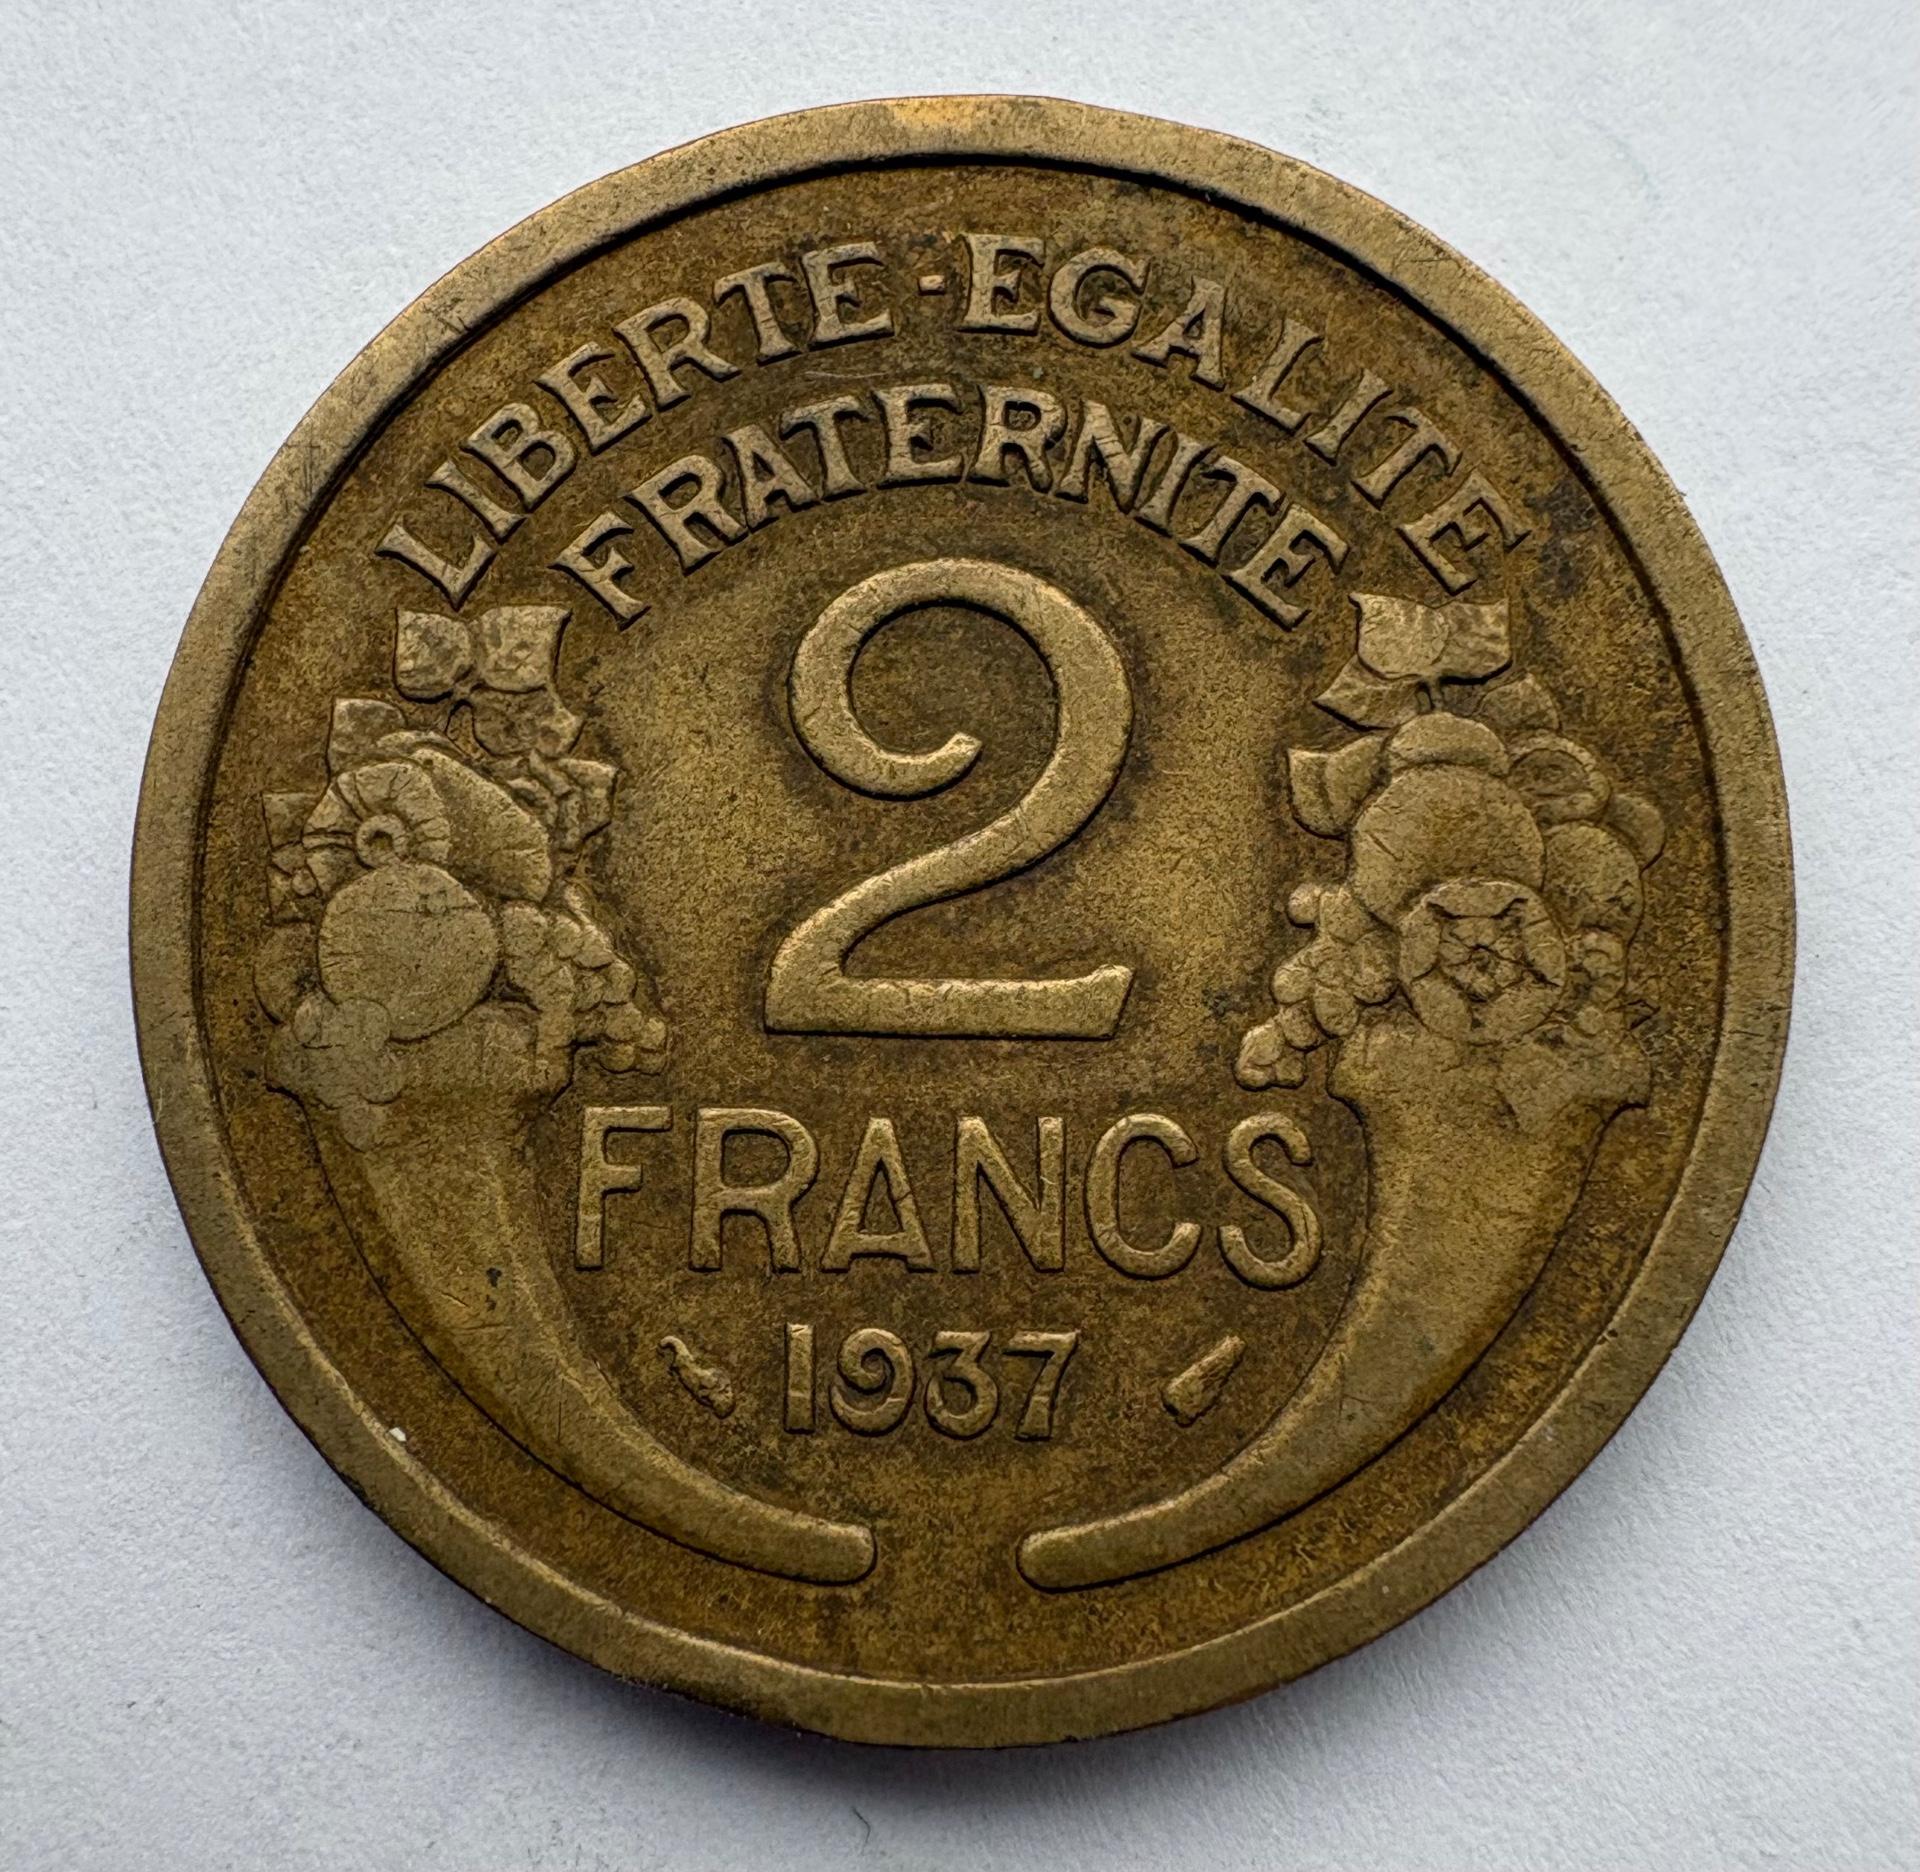 LIBERTE-EGALITE
FRATERNITE
2
FRANCS
1937